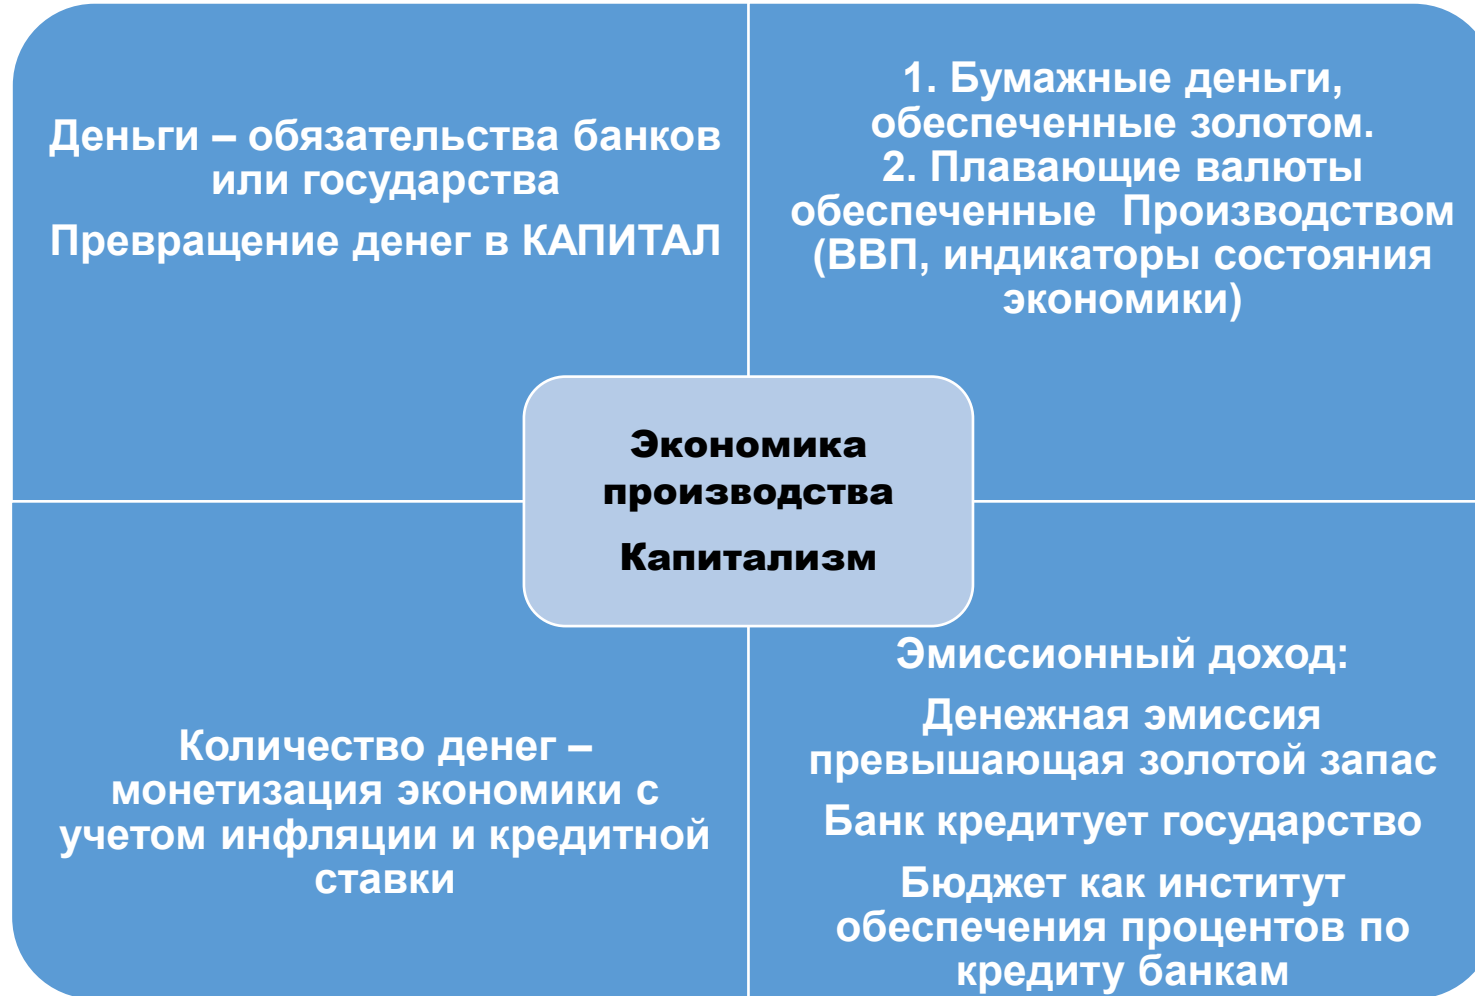 Деньги – обязательства банков
или государства
Превращение денег в КАПИТАЛ
1. Бумажные деньги,
обеспеченные золотом.
2. Плавающие валюты
обеспеченные Производством
(ВВП, индикаторы состояния
экономики)
Экономика
производства
Капитализм
Количество денег –
монетизация экономики с
учетом инфляции и кредитной
ставки
Эмиссионный доход:
Денежная эмиссия
превышающая золотой запас
Банк кредитует государство
Бюджет как институт
обеспечения процентов по
кредиту банкам